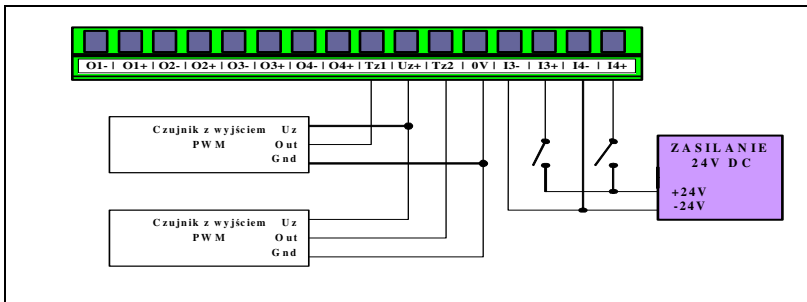 O1- | O1+ | O2- | O2+ | O3- | O3+ | O4- | O4+ | Tz1 | Uz+ | Tz2 | 0V | I3- | I3+ | I4- | I4+
Czujnik z wyjściem Uz
PWM Out
Gnd
Czujnik z wyjściem Uz
PWM Out
Gnd
ZASILANIE
24V DC
+24V
-24V